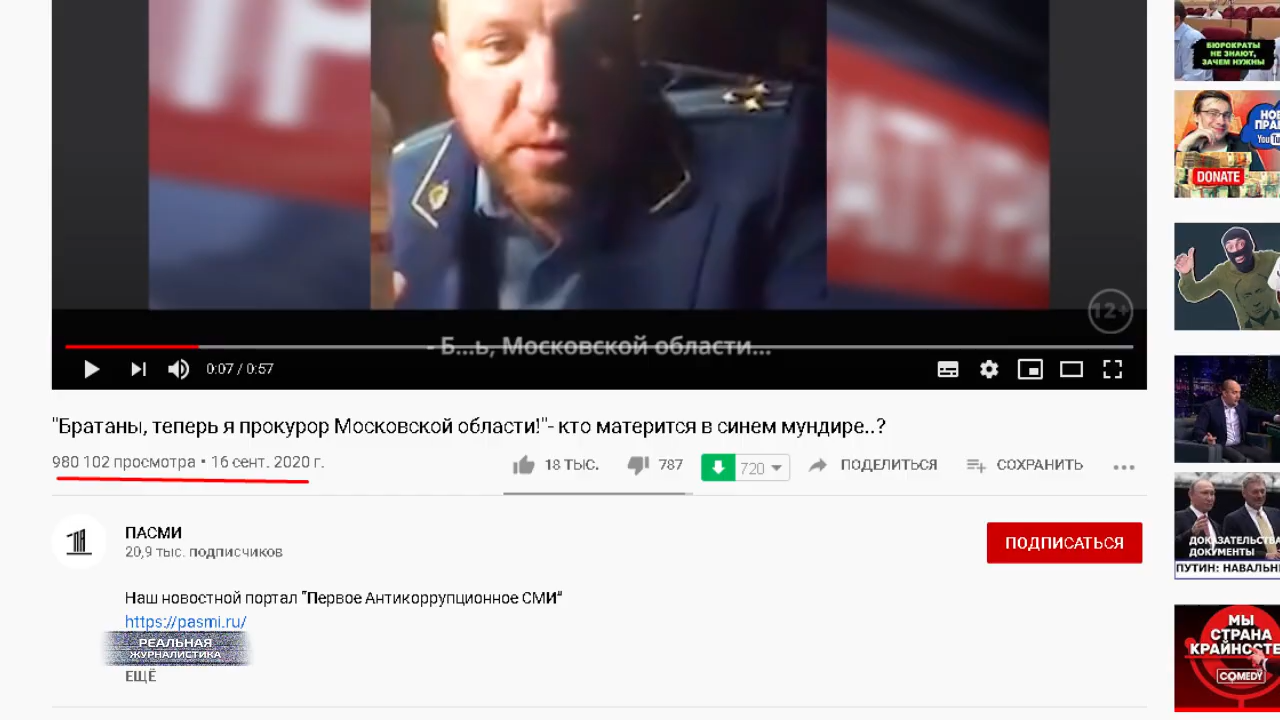 12+
- Б...ь, Московской области...
0:07 / 0:57
"Братаны, теперь я прокурор Московской области!"- кто матерится в синем мундире..?
980 102 просмотра • 16 сент. 2020 г.
18 ТЫС.
787
720
ПОДЕЛИТЬСЯ
СОХРАНИТЬ
ПАСМИ
20,9 тыс. подписчиков
ПОДПИСАТЬСЯ
Наш новостной портал "Первое Антикоррупционное СМИ"
https://pasmi.ru/
РЕАЛЬНАЯ
ЖУРНАЛИСТИКА
ЕЩЁ
БЮРОКРАТЫ
НЕ ЗНАЮТ,
ЗАЧЕМ НУЖНЫ
DONATE
ДОКАЗАТЕЛЬСТВА
ДОКУМЕНТЫ
ПУТИН: НАВАЛЬН
МЫ
СТРАНА
КРАЙНОСТЕ
COMEDY